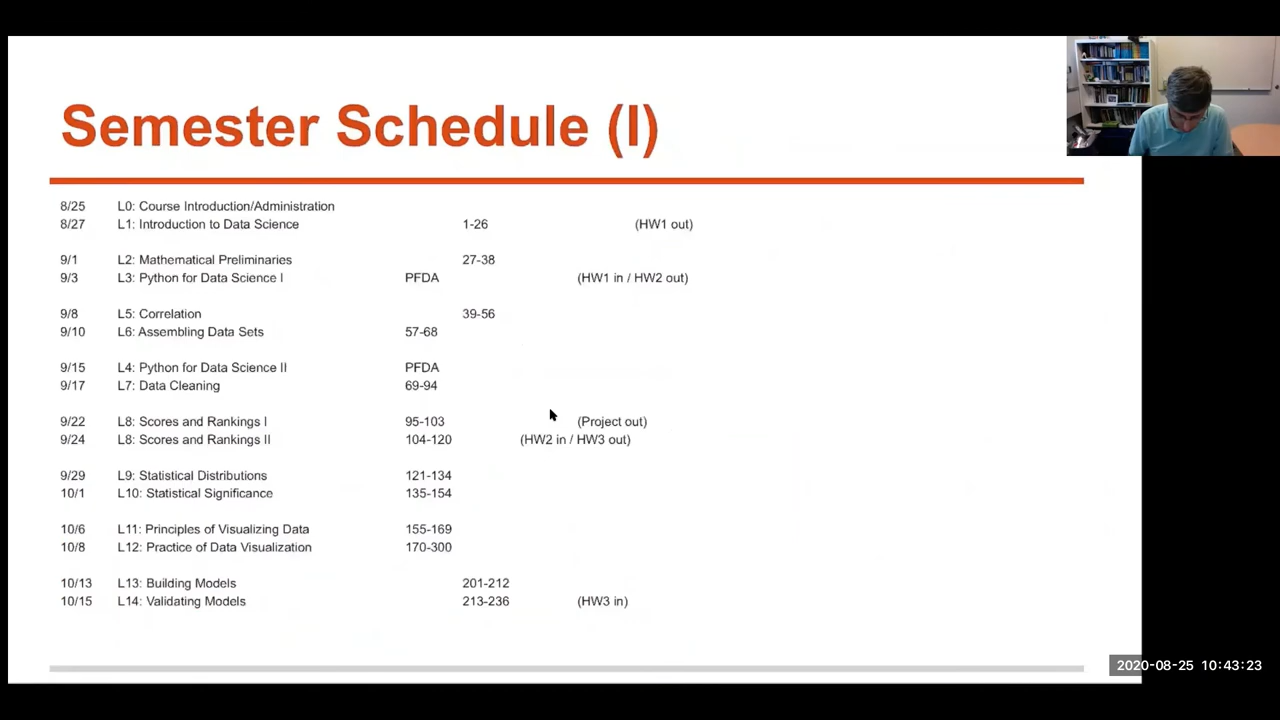 Semester Schedule (I)
8/25 L0: Course Introduction/Administration
8/27 L1: Introduction to Data Science 1-26 (HW1 out)
9/1 L2: Mathematical Preliminaries 27-38
9/3 L3: Python for Data Science I PFDA (HW1 in / HW2 out)
9/8 L5: Correlation 39-56
9/10 L6: Assembling Data Sets 57-68
9/15 L4: Python for Data Science II PFDA
9/17 L7: Data Cleaning 69-94
9/22 L8: Scores and Rankings I 95-103 (Project out)
9/24 L8: Scores and Rankings II 104-120 (HW2 in / HW3 out)
9/29 L9: Statistical Distributions 121-134
10/1 L10: Statistical Significance 135-154
10/6 L11: Principles of Visualizing Data 155-169
10/8 L12: Practice of Data Visualization 170-300
10/13 L13: Building Models 201-212
10/15 L14: Validating Models 213-236 (HW3 in)
2020-08-25 10:43:23